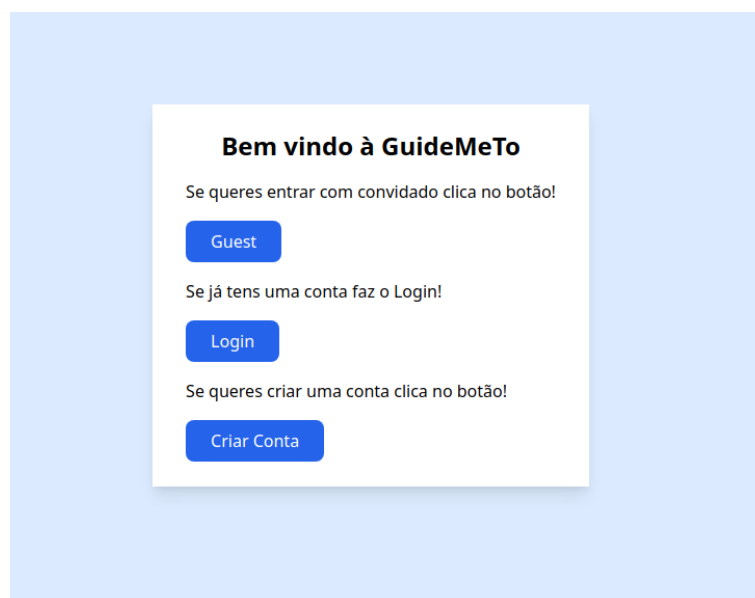 Bem vindo à GuideMeTo
Se queres entrar com convidado clica no botão!
Guest
Se já tens uma conta faz o Login!
Login
Se queres criar uma conta clica no botão!
Criar Conta